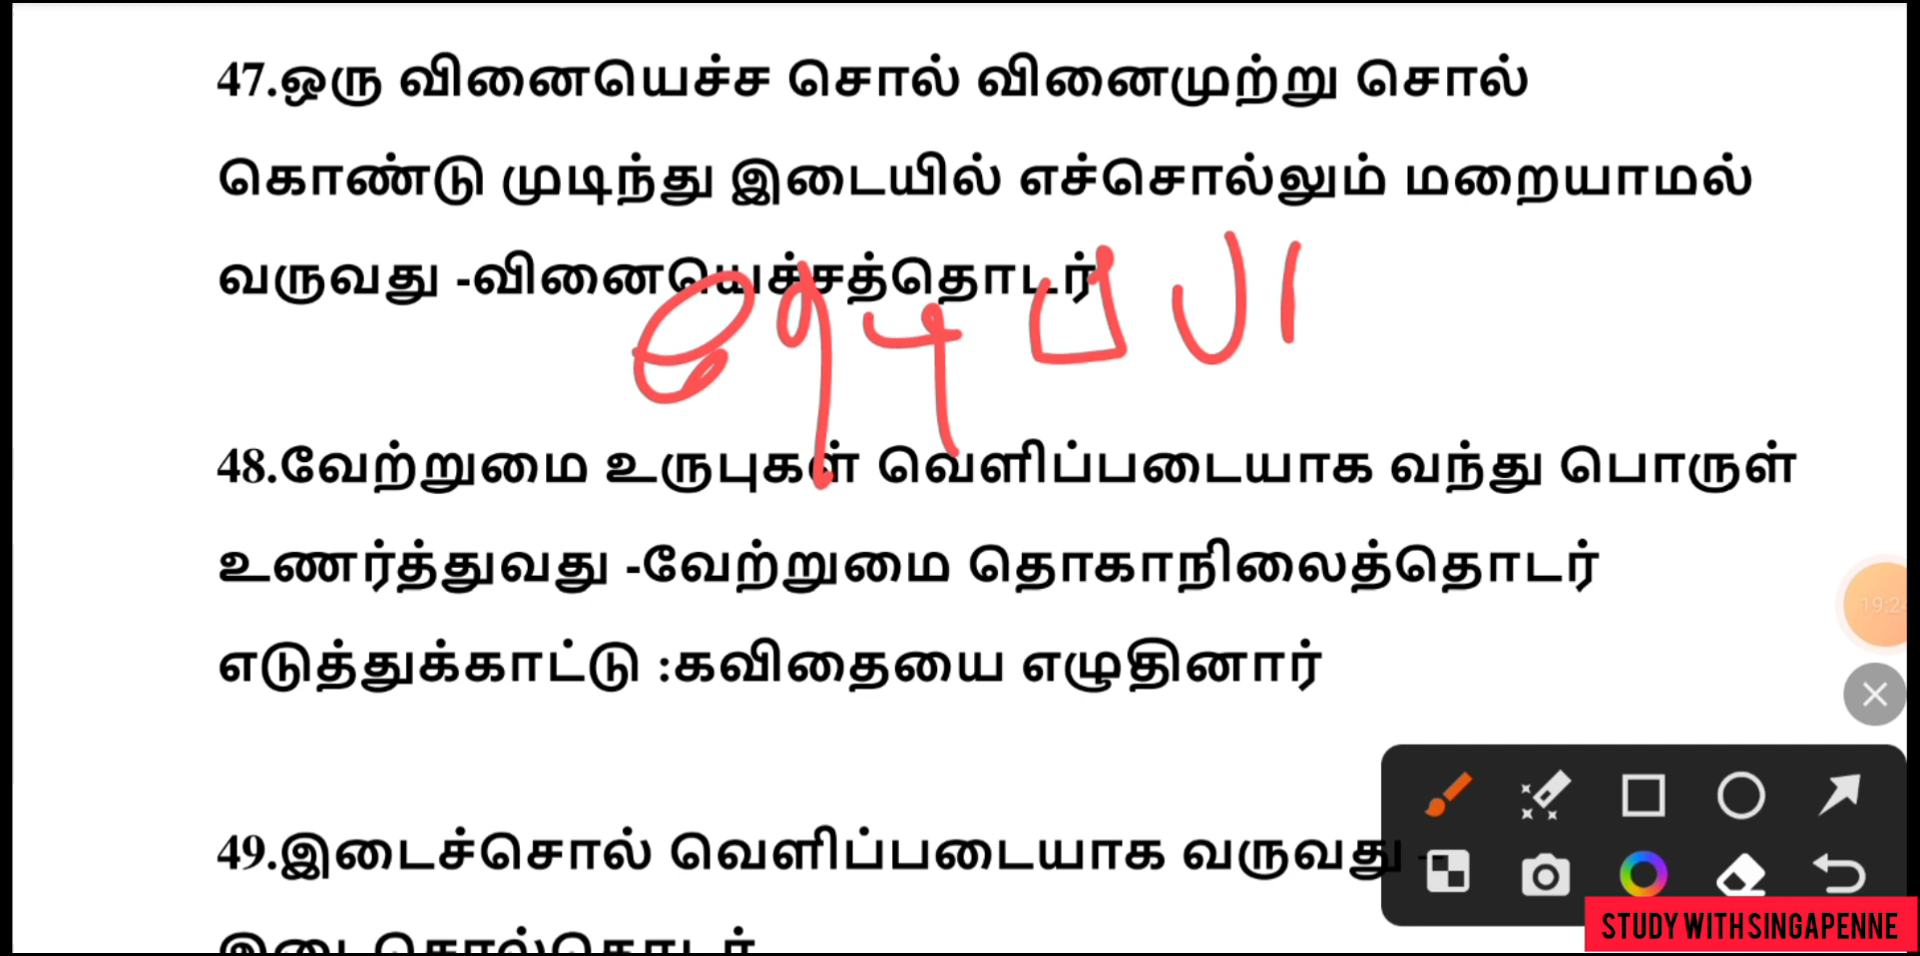 47.ஒரு வினையெச்ச சொல் வினைமுற்று சொல்
கொண்டு முடிந்து இடையில் எச்சொல்லும் மறையாமல்
வருவது -வினையெச்சத்தொடர்
48.வேற்றுமை உருபுகள் வெளிப்படையாக வந்து பொருள்
உணர்த்துவது -வேற்றுமை தொகாநிலைத்தொடர்
எடுத்துக்காட்டு :கவிதையை எழுதினார்
49.இடைச்சொல் வெளிப்படையாக வருவது -
STUDY WITH SINGAPENNE